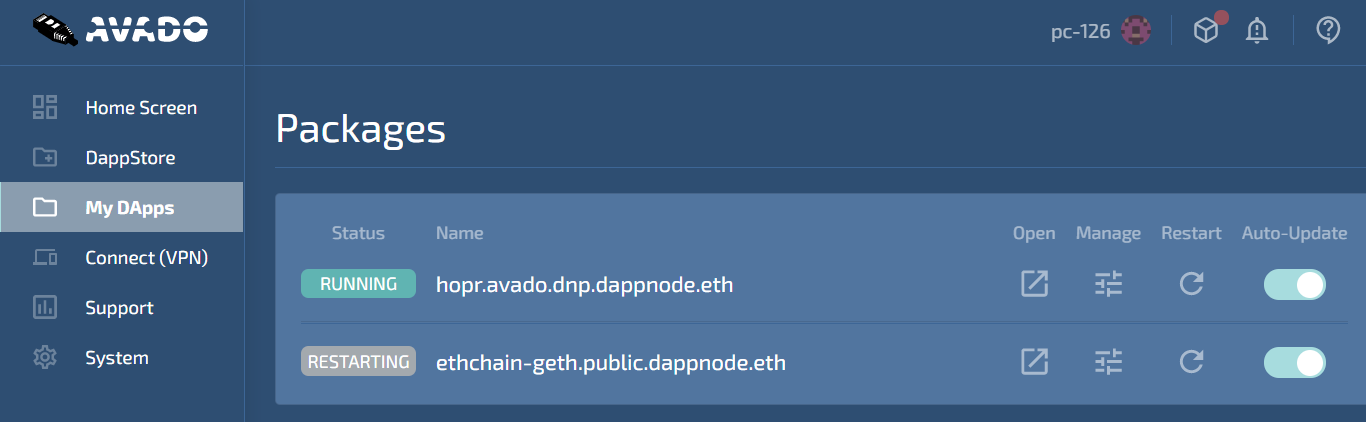 AVADO
pc-126
Home Screen
DappStore
My DApps
Connect (VPN)
Support
System
Packages
Status Name Open Manage Restart Auto-Update
RUNNING hopr.avado.dnp.dappnode.eth
RESTARTING ethchain-geth.public.dappnode.eth